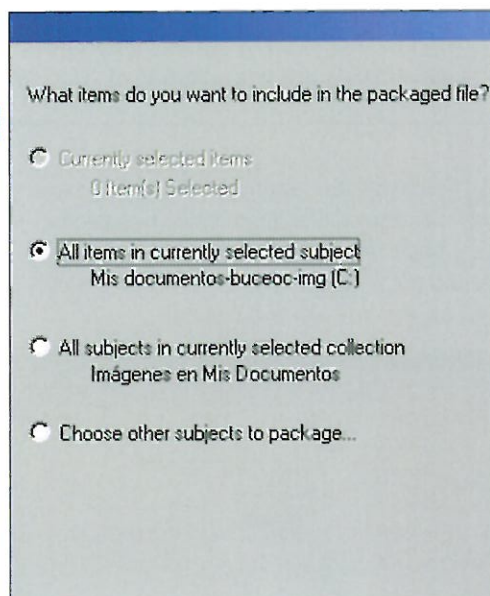 What items do you want to include in the packaged file?
Currently selected items
0 Item(s) Selected
All items in currently selected subject
Mis documentos-buceoc-img (C:)
All subjects in currently selected collection
Imágenes en Mis Documentos
Choose other subjects to package...